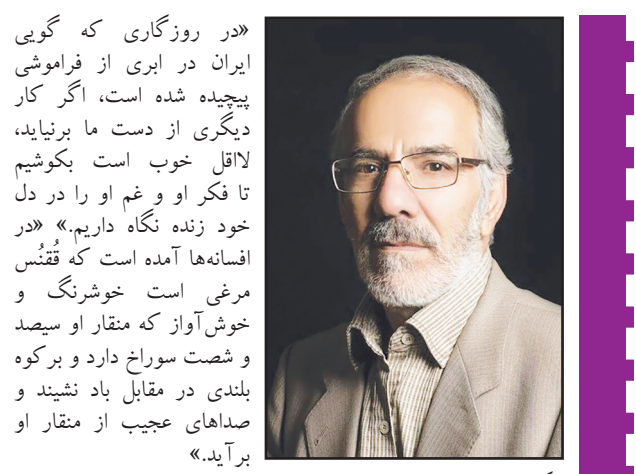 «در روزگاری که گویی
ایران در ابری از فراموشی
پیچیده شده است، اگر کار
دیگری از دست ما برنیاید،
لااقل خوب است بکوشیم
تا فکر او و غم او را در دل
خود زنده نگاه داریم.» «در
افسانه‌ها آمده است که قُقنُس
مرغی است خوشرنگ و
خوش‌آواز که منقار او سیصد
و شصت سوراخ دارد و بر کوه
بلندی در مقابل باد نشیند و
صداهای عجیب از منقار او
برآید.»